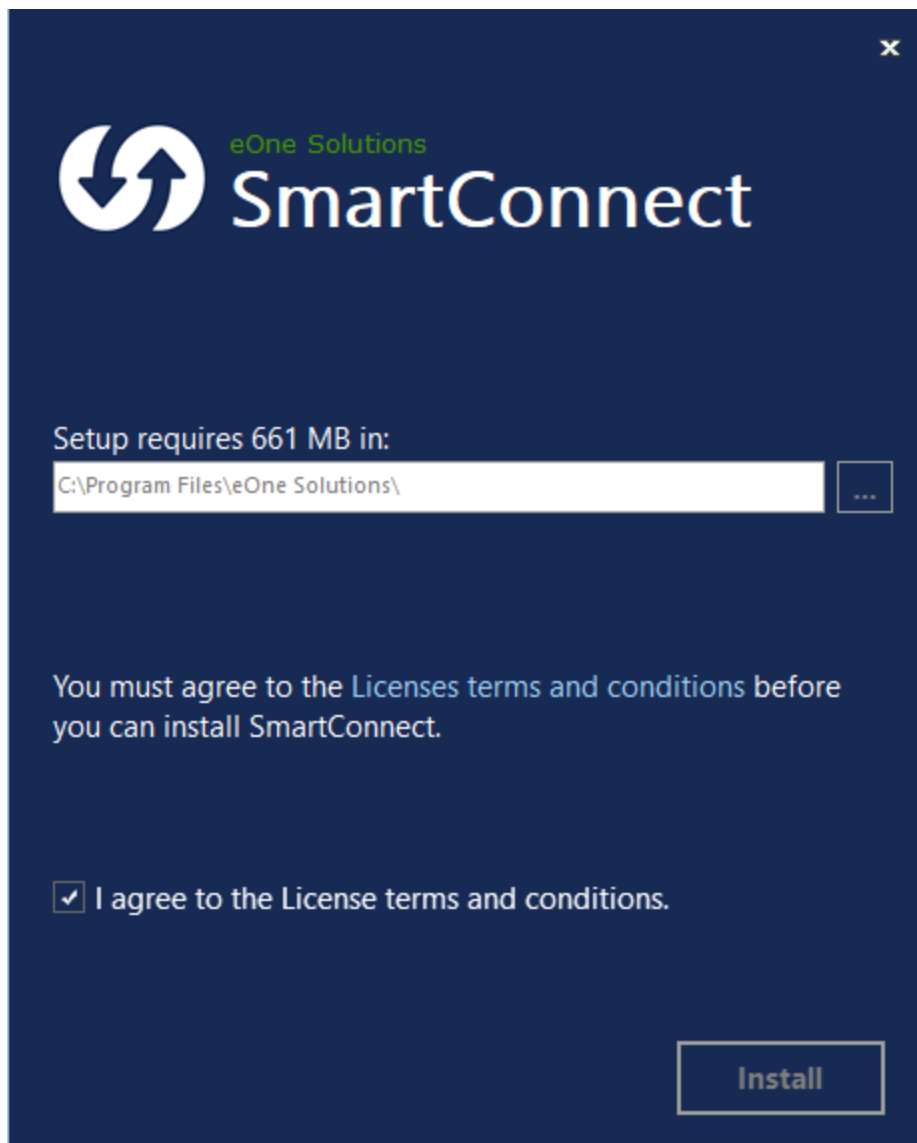 eOne Solutions
SmartConnect
Setup requires 661 MB in:
C:\Program Files\eOne Solutions\
...
You must agree to the Licenses terms and conditions before
you can install SmartConnect.
I agree to the License terms and conditions.
Install